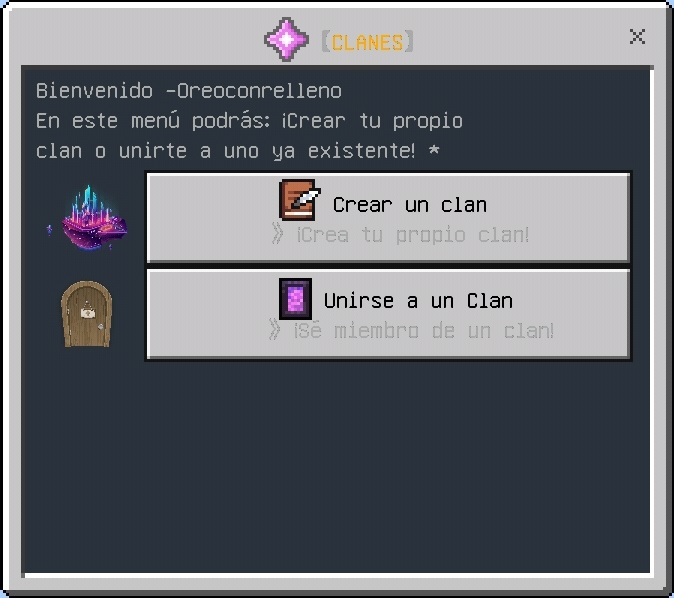 [CLANES]
Bienvenido -Oreoconrelleno
En este menú podrás: ¡Crear tu propio
clan o unirte a uno ya existente! *
Crear un clan
》 ¡Crea tu propio clan!
Unirse a un Clan
》 ¡Sé miembro de un clan!